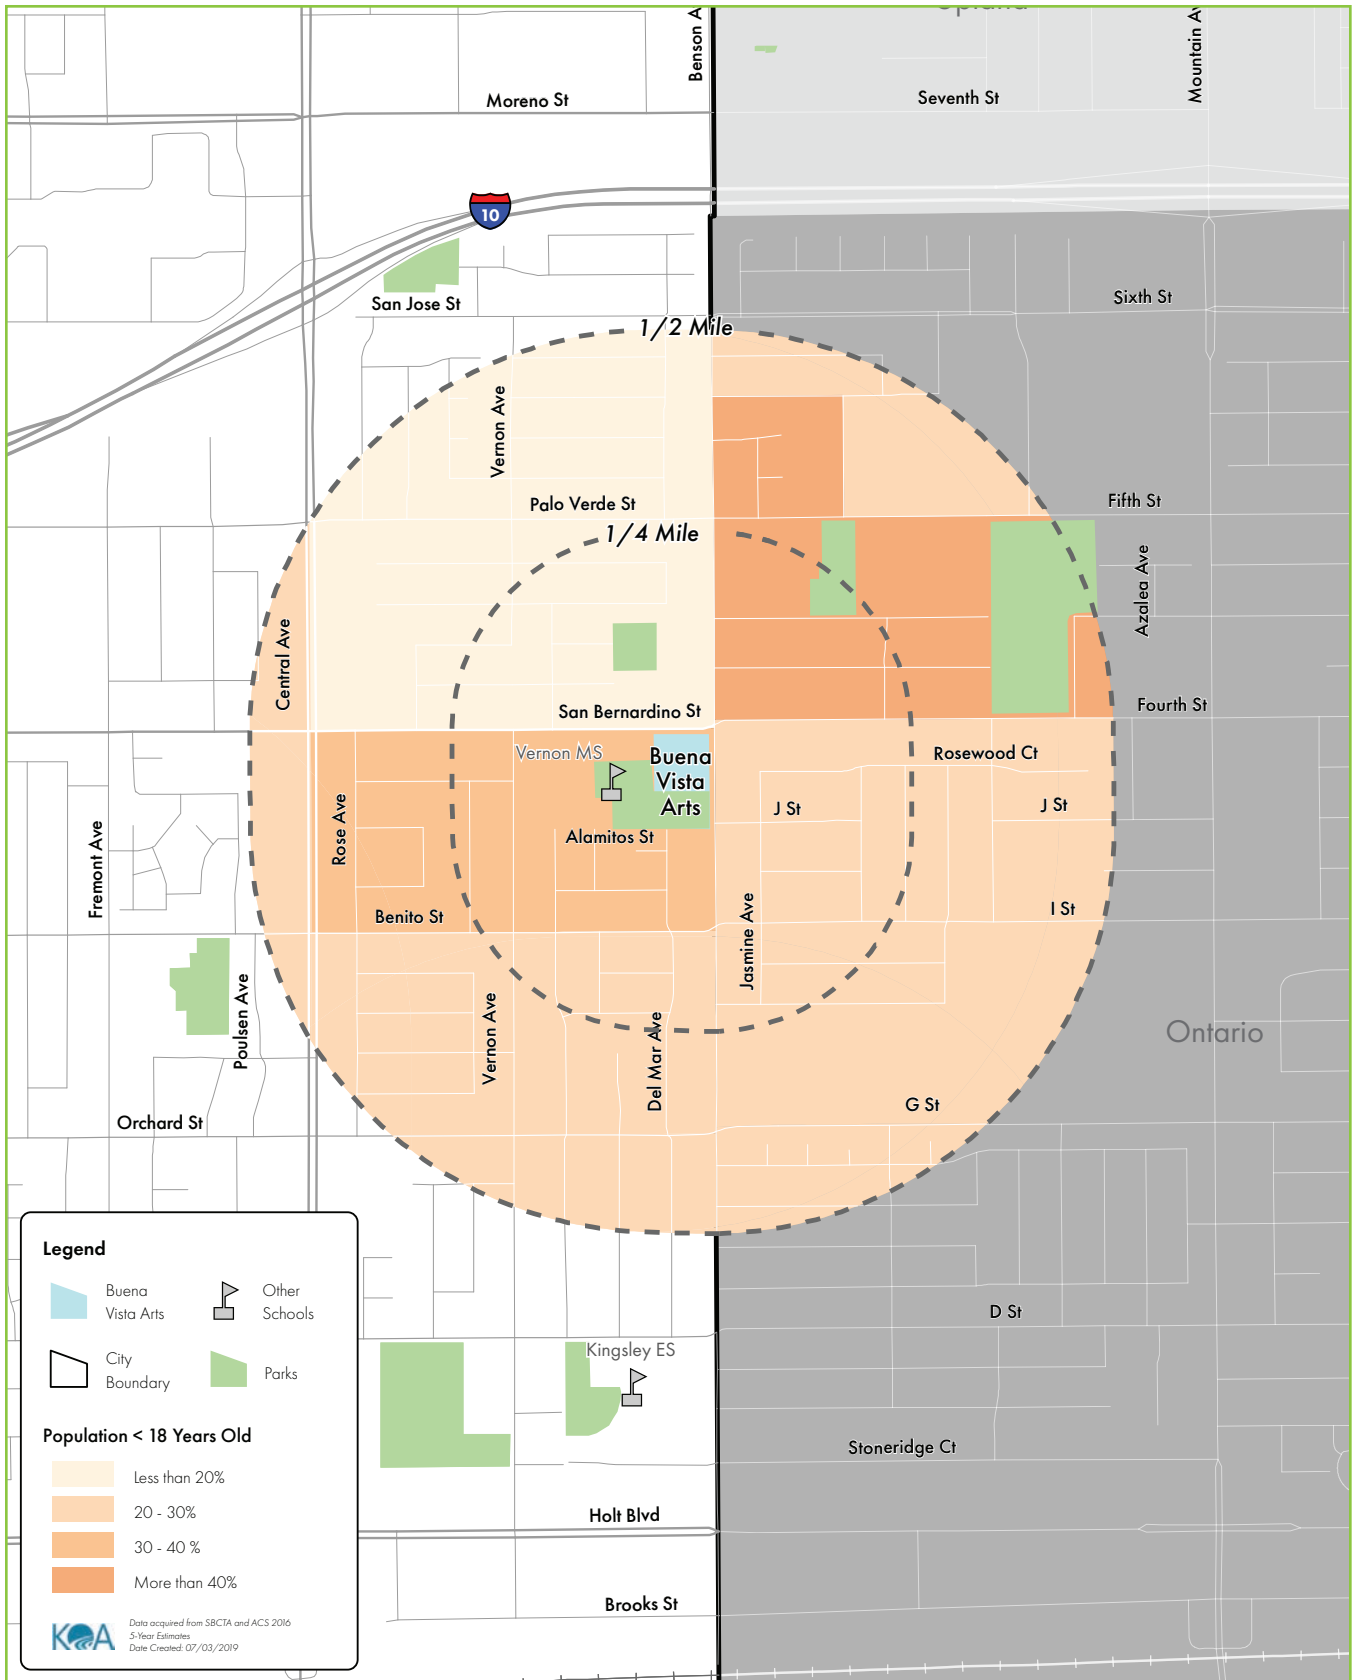 Upland
Benson A
Mountain Av
Moreno St
Seventh St
10
San Jose St
Sixth St
1/2 Mile
Vernon Ave
Palo Verde St
Fifth St
1/4 Mile
Azalea Ave
Central Ave
San Bernardino St
Fourth St
Vernon MS
Buena
Vista
Arts
Rosewood Ct
J St
J St
Rose Ave
Alamitos St
Fremont Ave
Benito St
I St
Jasmine Ave
Poulsen Ave
Vernon Ave
Del Mar Ave
Ontario
G St
Orchard St
D St
Kingsley ES
Stoneridge Ct
Holt Blvd
Brooks St
Legend
Buena
Vista Arts
Other
Schools
City
Boundary
Parks
Population < 18 Years Old
Less than 20%
20 - 30%
30 - 40 %
More than 40%
KOA
Data acquired from SBCTA and ACS 2016
5-Year Estimates
Date Created: 07/03/2019